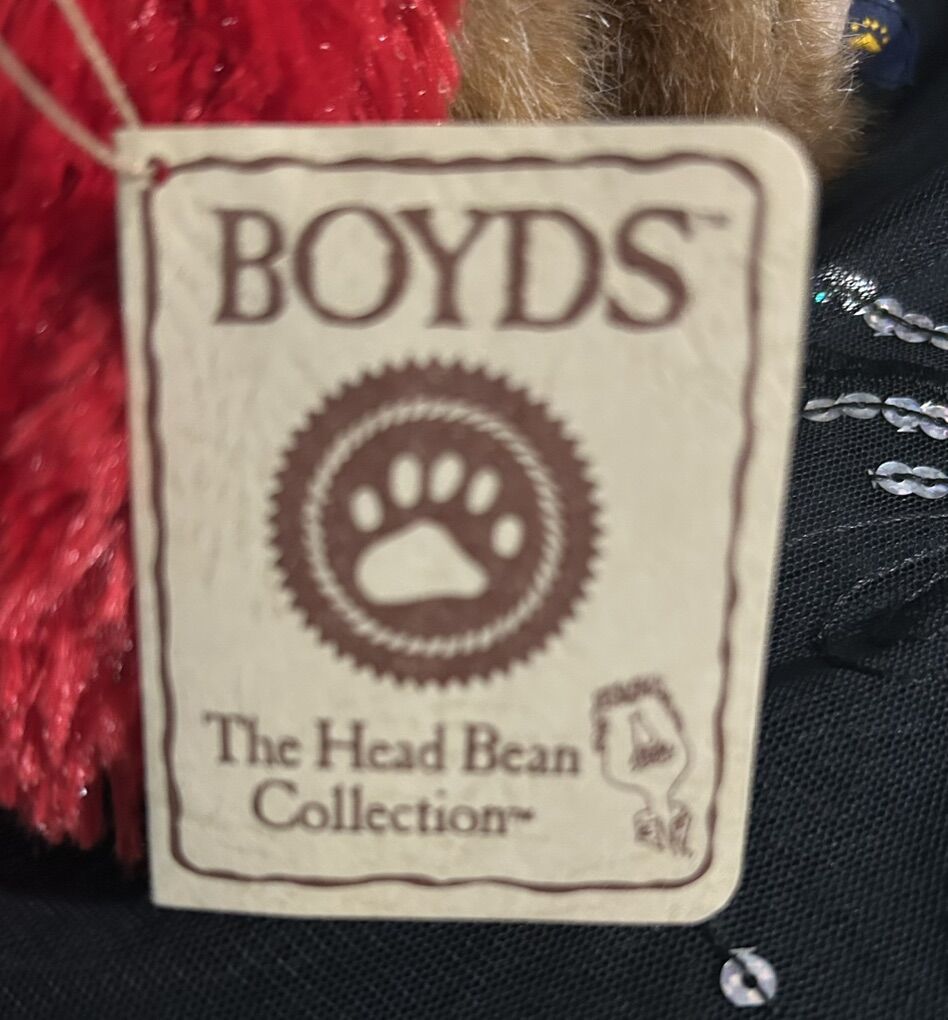 BOYDS™
The Head Bean
Collection™